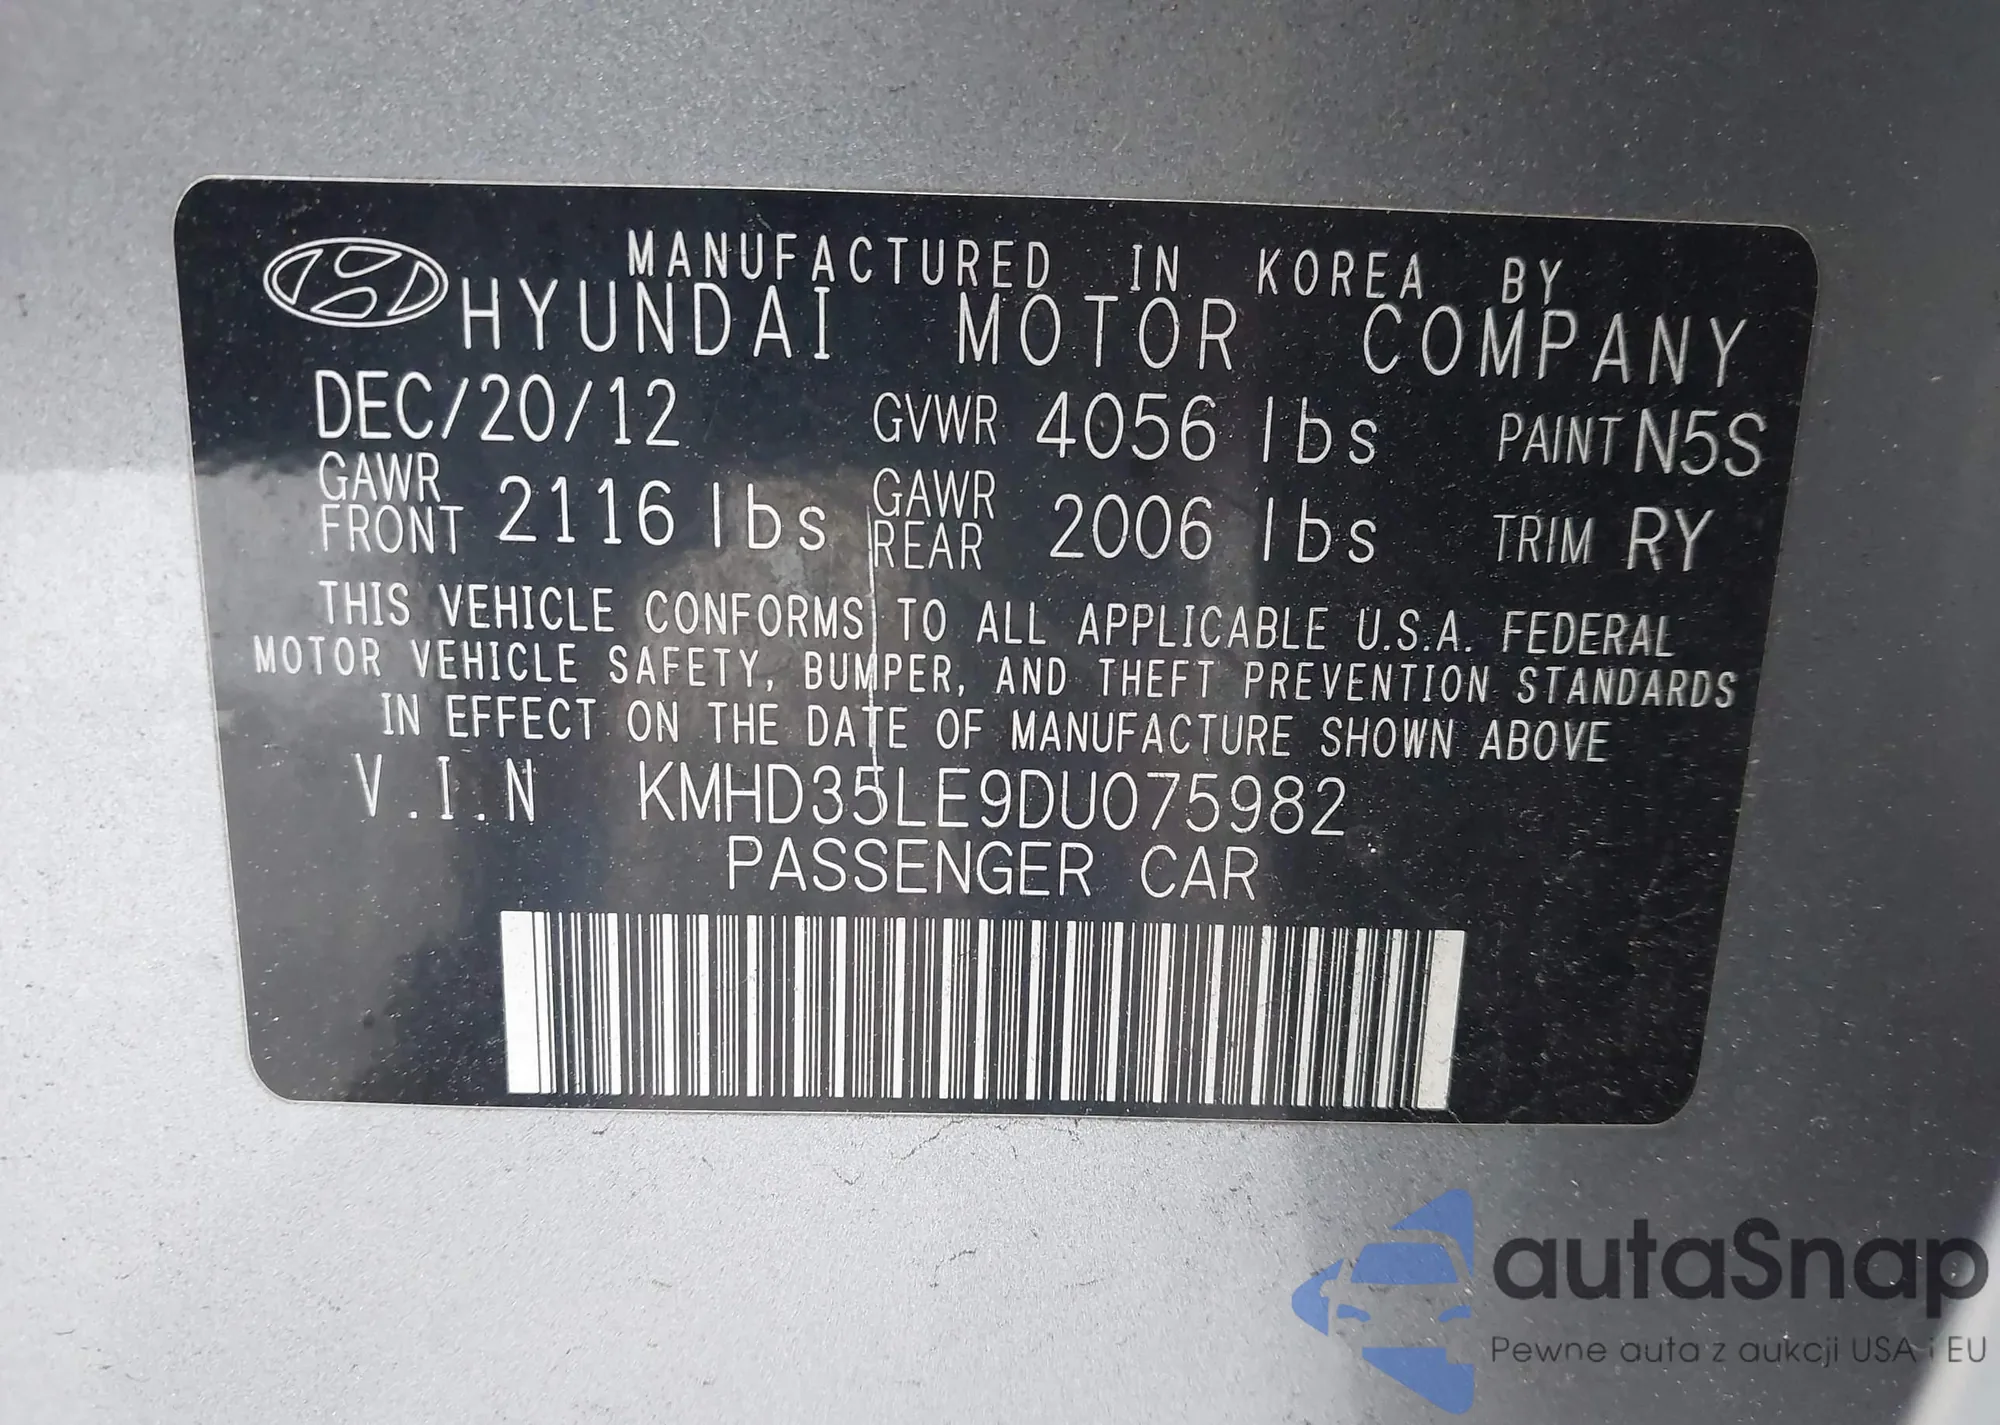 MANUFACTURED IN KOREA BY
HYUNDAI MOTOR COMPANY
DEC/20/12 GVWR 4056 lbs PAINT N5S
GAWR FRONT 2116 lbs GAWR REAR 2006 lbs TRIM RY
THIS VEHICLE CONFORMS TO ALL APPLICABLE U.S.A. FEDERAL
MOTOR VEHICLE SAFETY, BUMPER, AND THEFT PREVENTION STANDARDS
IN EFFECT ON THE DATE OF MANUFACTURE SHOWN ABOVE
V.I.N KMHD35LE9DU075982
PASSENGER CAR
autaSnap
Pewne auta z aukcji USA i EU